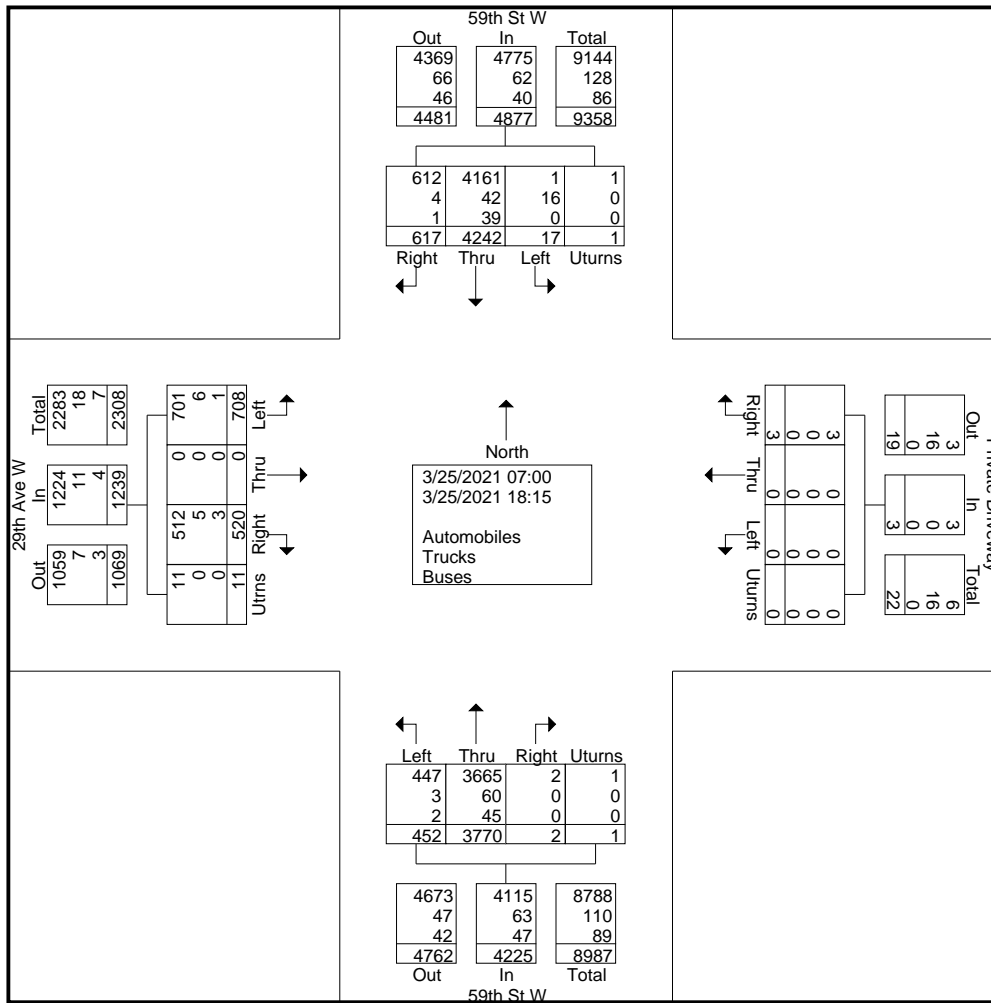 59th St W
Out In Total
4369 4775 9144
66 62 128
46 40 86
4481 4877 9358
612 4161 1 1
4 42 16 0
1 39 0 0
617 4242 17 1
Right Thru Left Uturns
29th Ave W
Total
2283 18 7 2308
In
1224 11 4 1239
Out
1059 7 3 1069
701 6 1 708
Left
0 0 0 0
Thru
512 5 3 520
Right
11 0 0 11
Utrns
North
3/25/2021 07:00
3/25/2021 18:15
Automobiles
Trucks
Buses
Right
3 0 0 3
Thru
0 0 0 0
Left
0 0 0 0
Uturns
0 0 0 0
Out
3 16 0 19
In
3 0 0 3
Total
6 16 0 22
Private Driveway
Left Thru Right Uturns
447 3665 2 1
3 60 0 0
2 45 0 0
452 3770 2 1
4673 4115 8788
47 63 110
42 47 89
4762 4225 8987
Out In Total
59th St W